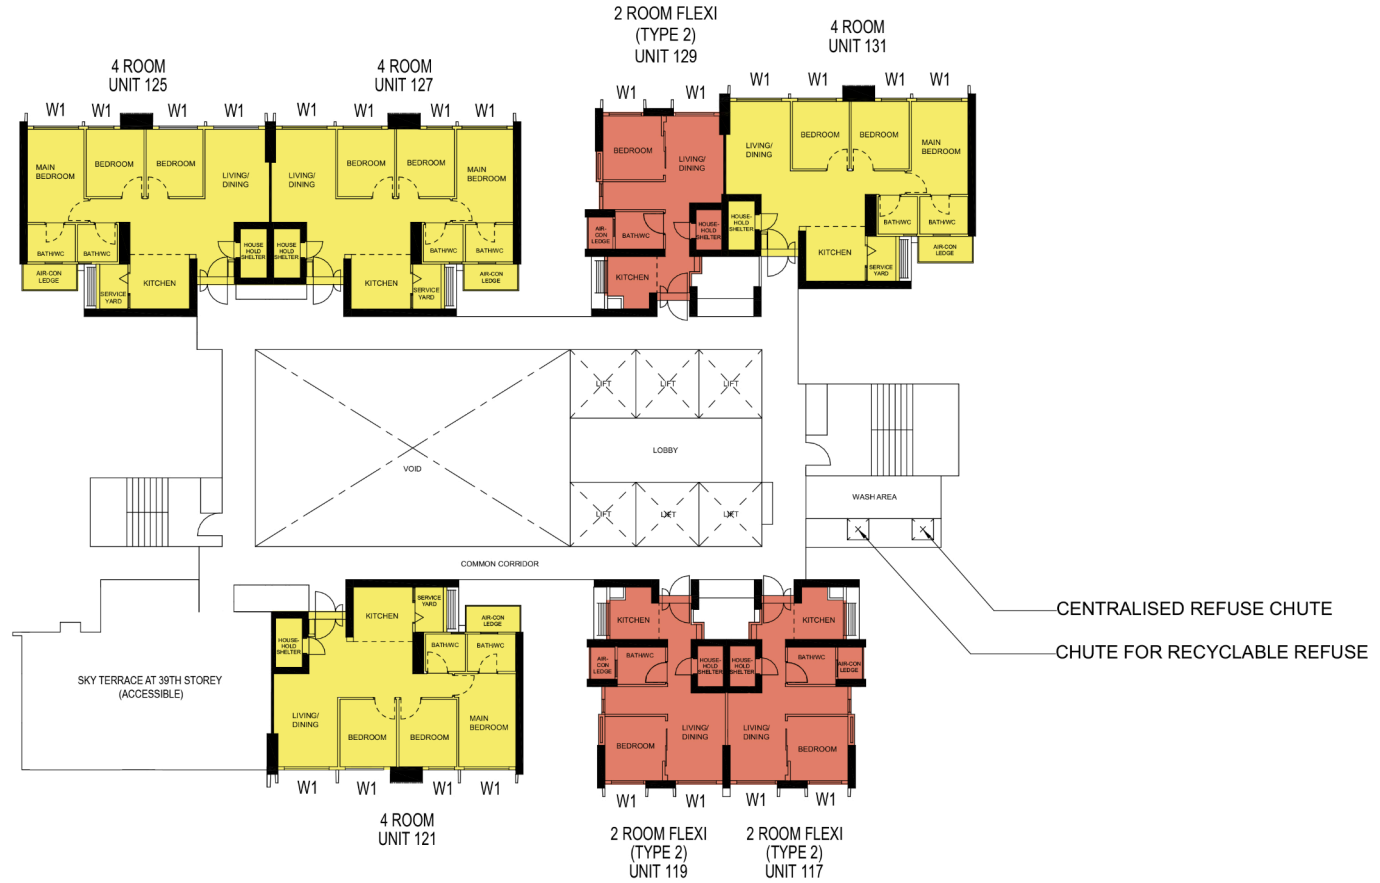 2 ROOM FLEXI
(TYPE 2)
UNIT 129
4 ROOM
UNIT 131
4 ROOM
UNIT 125
4 ROOM
UNIT 127
W1
W1
W1
W1
W1
W1
W1
W1
W1
W1
W1
W1
W1
W1
MAIN
BEDROOM
BEDROOM
BEDROOM
LIVING/
DINING
BATH/WC
BATH/WC
AIR-CON
LEDGE
SERVICE
YARD
KITCHEN
HOUSE
HOLD
SHELTER
LIVING/
DINING
BEDROOM
BEDROOM
MAIN
BEDROOM
HOUSE
HOLD
SHELTER
BATH/WC
BATH/WC
KITCHEN
SERVICE
YARD
AIR-CON
LEDGE
BEDROOM
LIVING/
DINING
AIR-
CON
LEDGE
BATH/WC
HOUSE-
HOLD
SHELTER
KITCHEN
LIVING/
DINING
BEDROOM
BEDROOM
MAIN
BEDROOM
HOUSE-
HOLD
SHELTER
BATH/WC
BATH/WC
KITCHEN
SERVICE
YARD
AIR-CON
LEDGE
LIFT
LIFT
LIFT
LOBBY
VOID
LIFT
LIFT
LIFT
WASH AREA
COMMON CORRIDOR
CENTRALISED REFUSE CHUTE
CHUTE FOR RECYCLABLE REFUSE
SKY TERRACE AT 39TH STOREY
(ACCESSIBLE)
KITCHEN
SERVICE
YARD
AIR-CON
LEDGE
HOUSE-
HOLD
SHELTER
BATH/WC
BATH/WC
LIVING/
DINING
BEDROOM
BEDROOM
MAIN
BEDROOM
KITCHEN
AIR-
CON
LEDGE
BATH/WC
HOUSE-
HOLD
SHELTER
BEDROOM
LIVING/
DINING
KITCHEN
HOUSE-
HOLD
SHELTER
BATH/WC
AIR-CON
LEDGE
LIVING/
DINING
BEDROOM
W1
W1
W1
W1
W1
W1
W1
W1
4 ROOM
UNIT 121
2 ROOM FLEXI
(TYPE 2)
UNIT 119
2 ROOM FLEXI
(TYPE 2)
UNIT 117